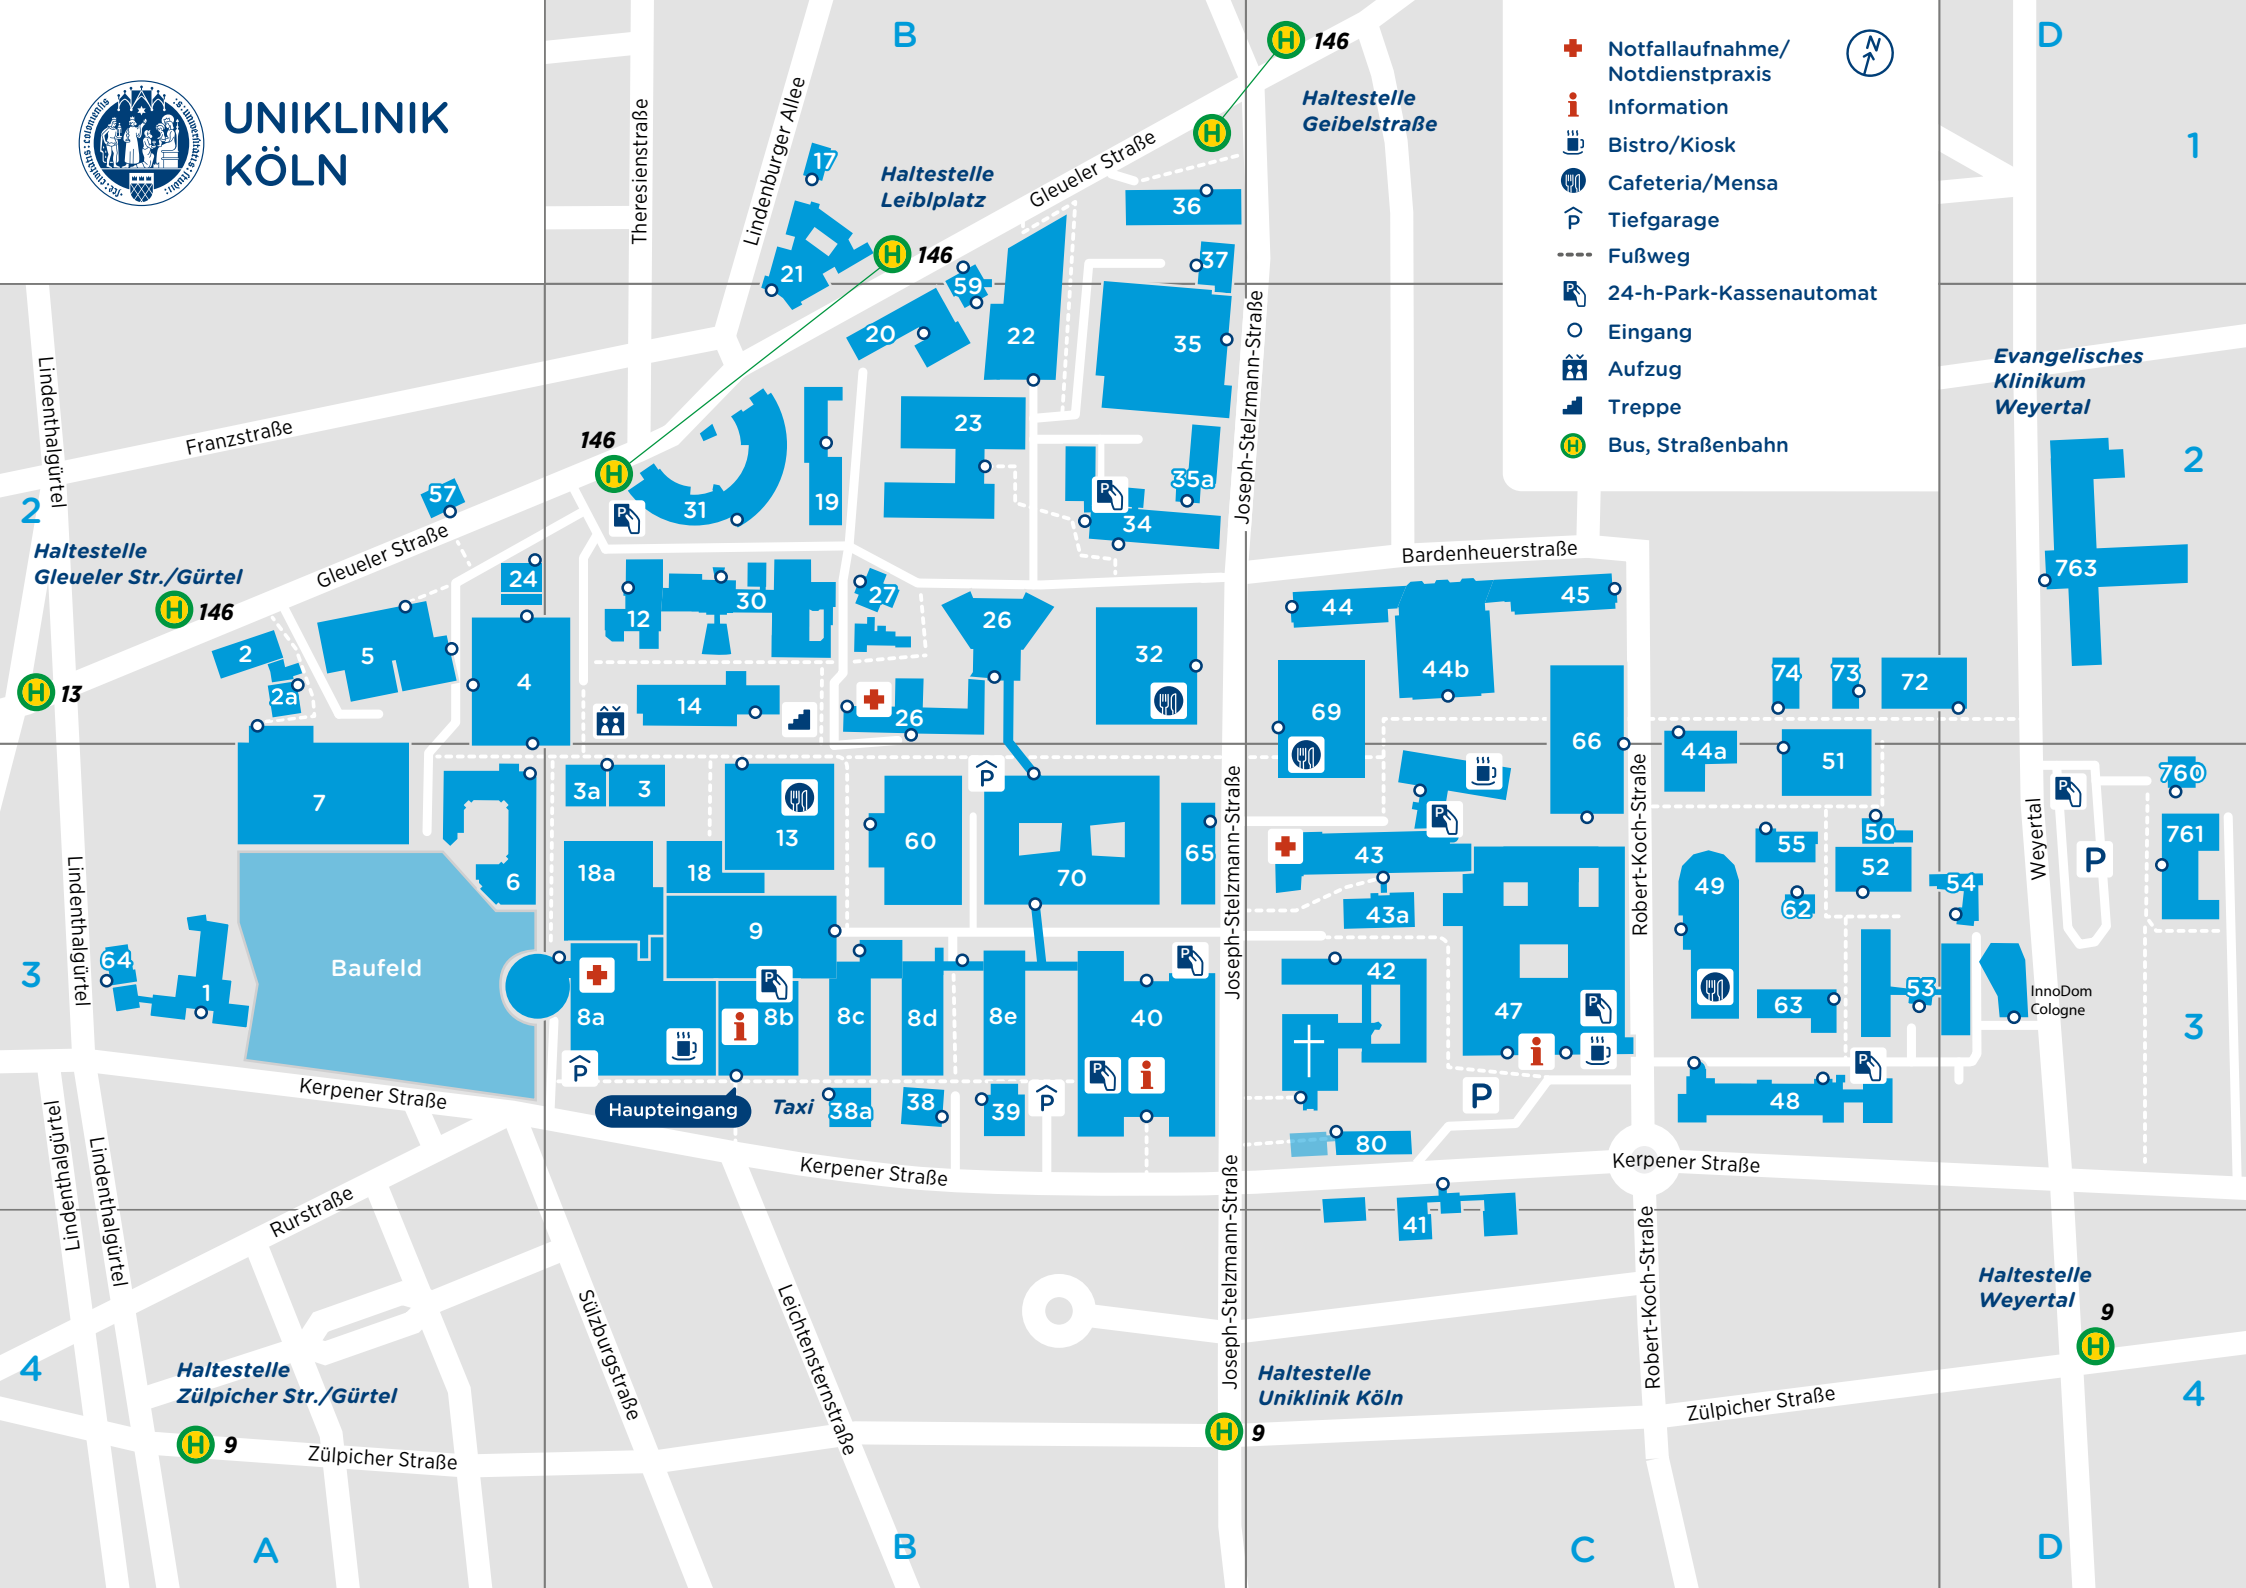 UNIKLINIK
KÖLN
B
D
1
Notfallaufnahme/
Notdienstpraxis
Information
Bistro/Kiosk
Cafeteria/Mensa
Tiefgarage
Fußweg
24-h-Park-Kassenautomat
Eingang
Aufzug
Treppe
Bus, Straßenbahn
N
H
146
Haltestelle
Geibelstraße
H
Theresienstraße
Lindenburger Allee
17
Haltestelle
Leiblplatz
Gleueler Straße
36
H
146
21
59
37
20
22
35
Joseph-Stelzmann-Straße
Evangelisches
Klinikum
Weyertal
Lindenthalgürtel
Franzstraße
146
H
23
2
57
31
19
35a
34
2
Haltestelle
Gleueler Str./Gürtel
Gleueler Straße
H
146
24
12
30
27
26
32
Bardenheuerstraße
44
45
763
2
2a
5
4
14
26
44b
74
73
72
H
13
69
66
44a
51
7
3a
3
13
P
760
Weyertal
P
761
18a
18
60
70
65
43
43a
Robert-Koch-Straße
55
50
52
49
62
54
6
9
Joseph-Stelzmann-Straße
Lindenthalgürtel
Baufeld
64
1
3
8a
8b
8c
8d
8e
40
42
47
63
53
InnoDom
Cologne
3
P
Haupteingang
Taxi
38a
38
39
P
P
48
80
Kerpener Straße
Kerpener Straße
Kerpener Straße
Lindenthalgürtel
Lindenthalgürtel
Rurstraße
41
Joseph-Stelzmann-Straße
Robert-Koch-Straße
Haltestelle
Weyertal
9
H
Sülzburgstraße
Leichtensternstraße
4
Haltestelle
Zülpicher Str./Gürtel
H
9
Zülpicher Straße
Haltestelle
Uniklinik Köln
H
9
Zülpicher Straße
4
A
B
C
D